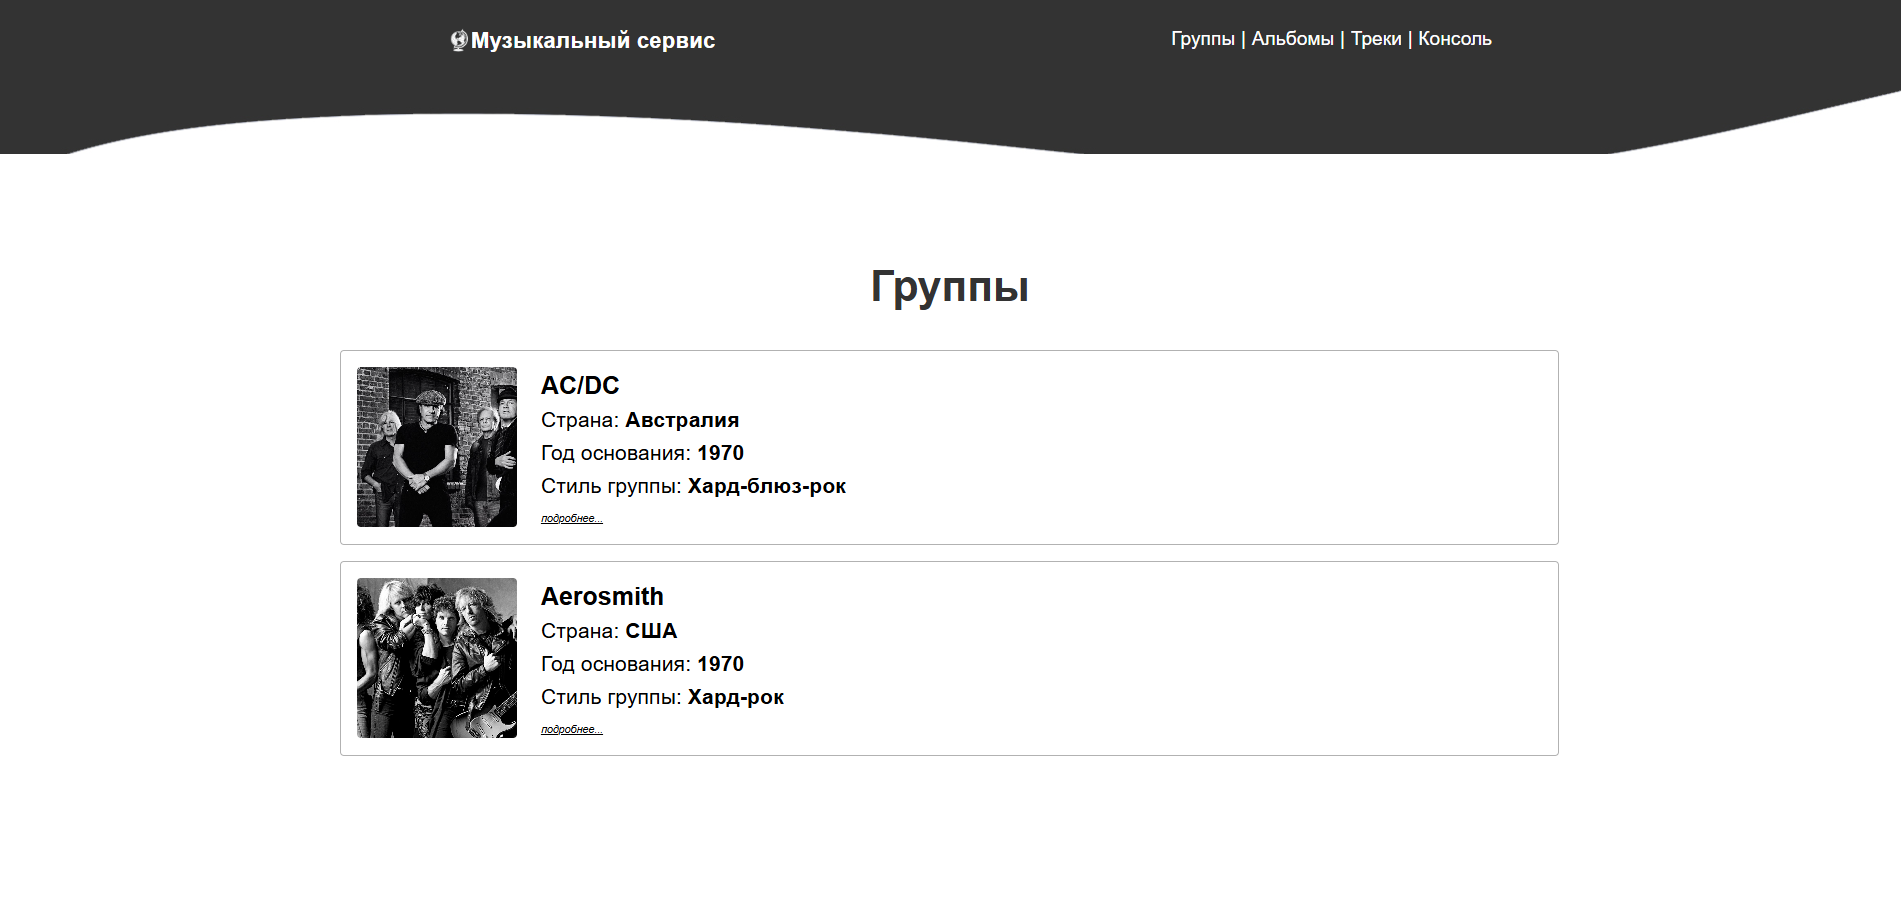 Музыкальный сервис
Группы | Альбомы | Треки | Консоль
Группы
AC/DC
Страна: Австралия
Год основания: 1970
Стиль группы: Хард-блюз-рок
подробнее...
Aerosmith
Страна: США
Год основания: 1970
Стиль группы: Хард-рок
подробнее...